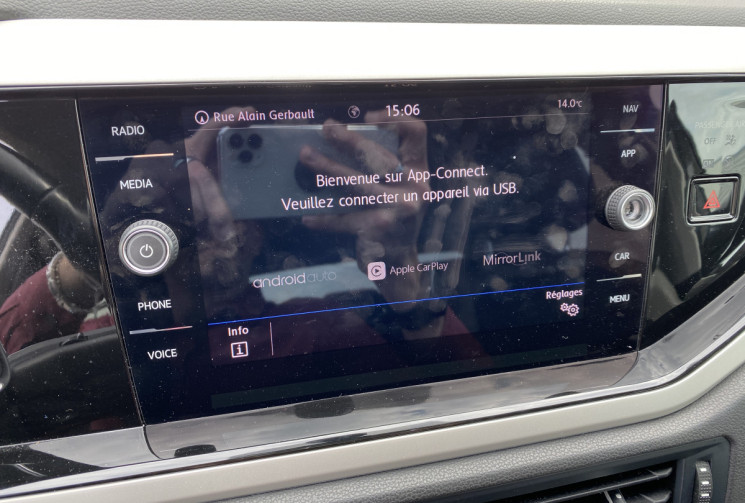 Rue Alain Gerbault 15:06 14.0°C
RADIO
MEDIA
PHONE
VOICE
Bienvenue sur App-Connect.
Veuillez connecter un appareil via USB.
androidauto Apple CarPlay MirrorLink
Info
Réglages
NAV
APP
CAR
MENU
OFF